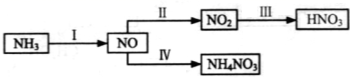 II NO₂ III HNO₃
NH₃ I NO
IV NH₄NO₃